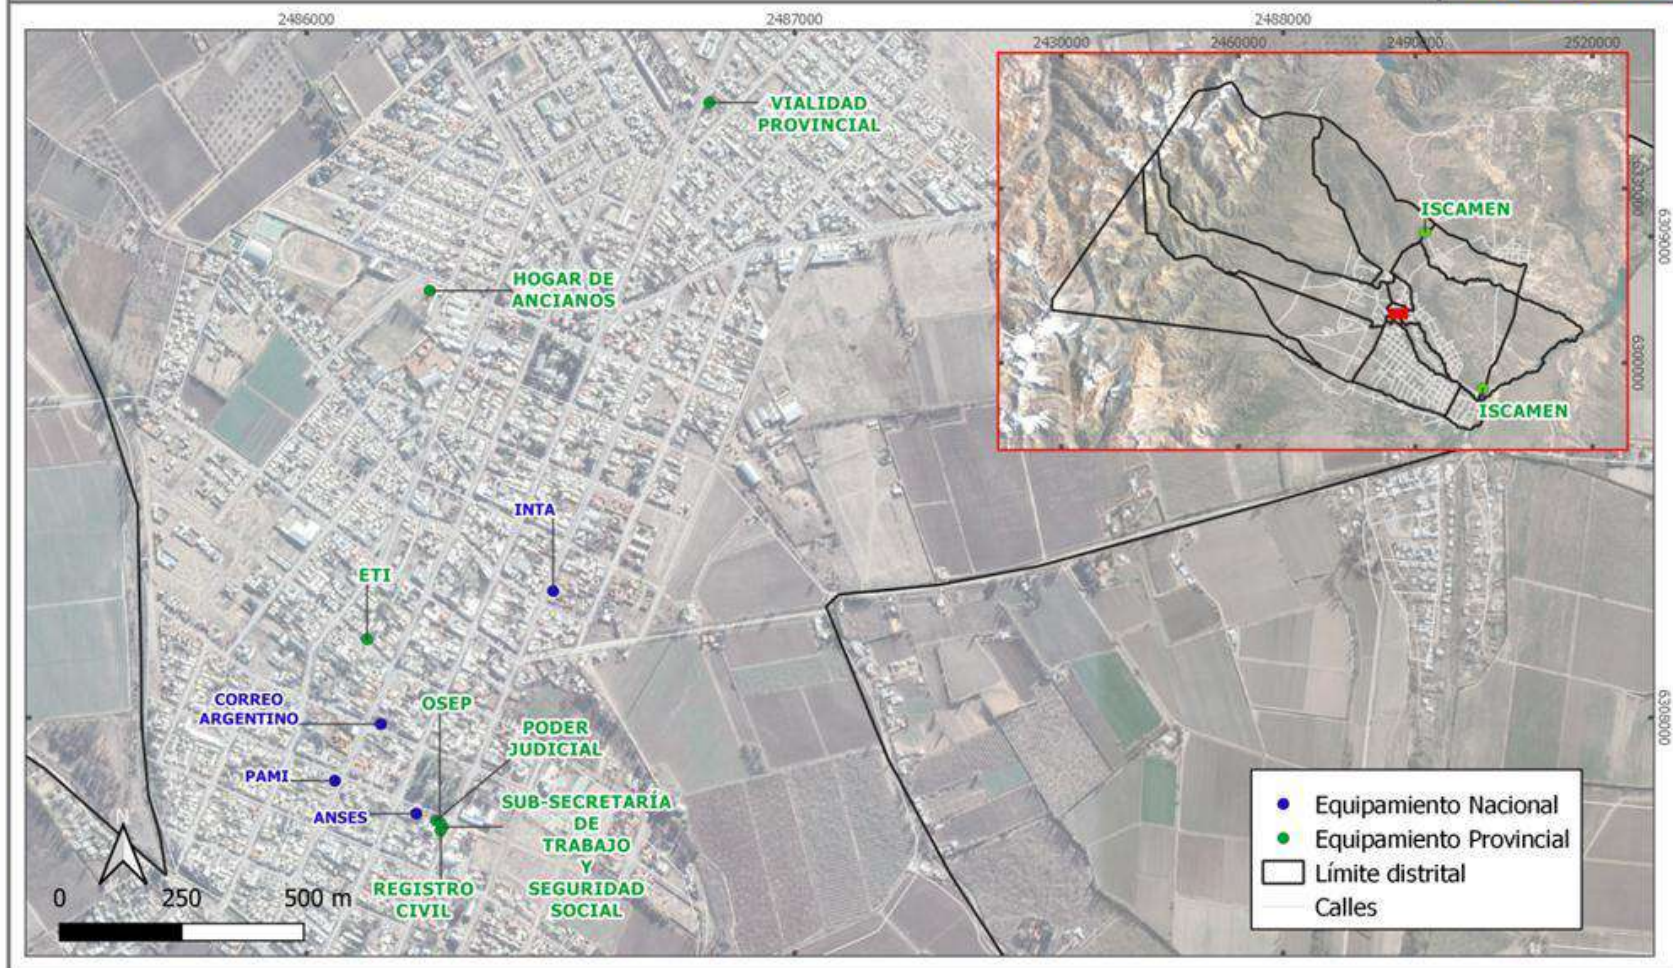 2486000
2487000
2488000
2430000
2460000
2490000
2520000
VIALIDAD
PROVINCIAL
ISCAMEN
6330000
6309000
HOGAR DE
ANCIANOS
6300000
ISCAMEN
INTA
ETI
CORREO
ARGENTINO
OSEP
PODER
JUDICIAL
6308000
PAMI
ANSES
SUB-SECRETARÍA
DE
TRABAJO
Y
SEGURIDAD
SOCIAL
REGISTRO
CIVIL
N
0 250 500 m
Equipamiento Nacional
Equipamiento Provincial
Límite distrital
Calles